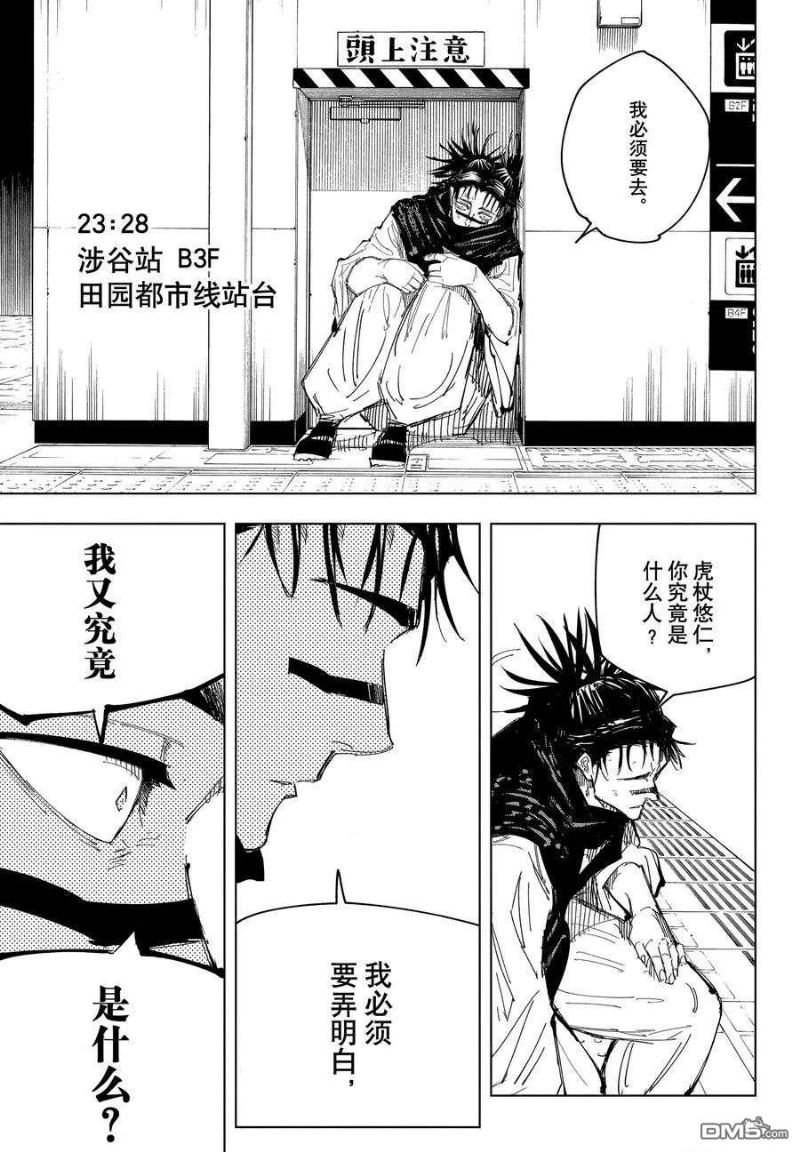 頭上注意
我必须要去。
B2F
B4F
23:28
涉谷站 B3F
田园都市线站台
虎杖悠仁,
你究竟是
什么人？
我必须
要弄明白,
我又究竟
是什么？
DM5.com